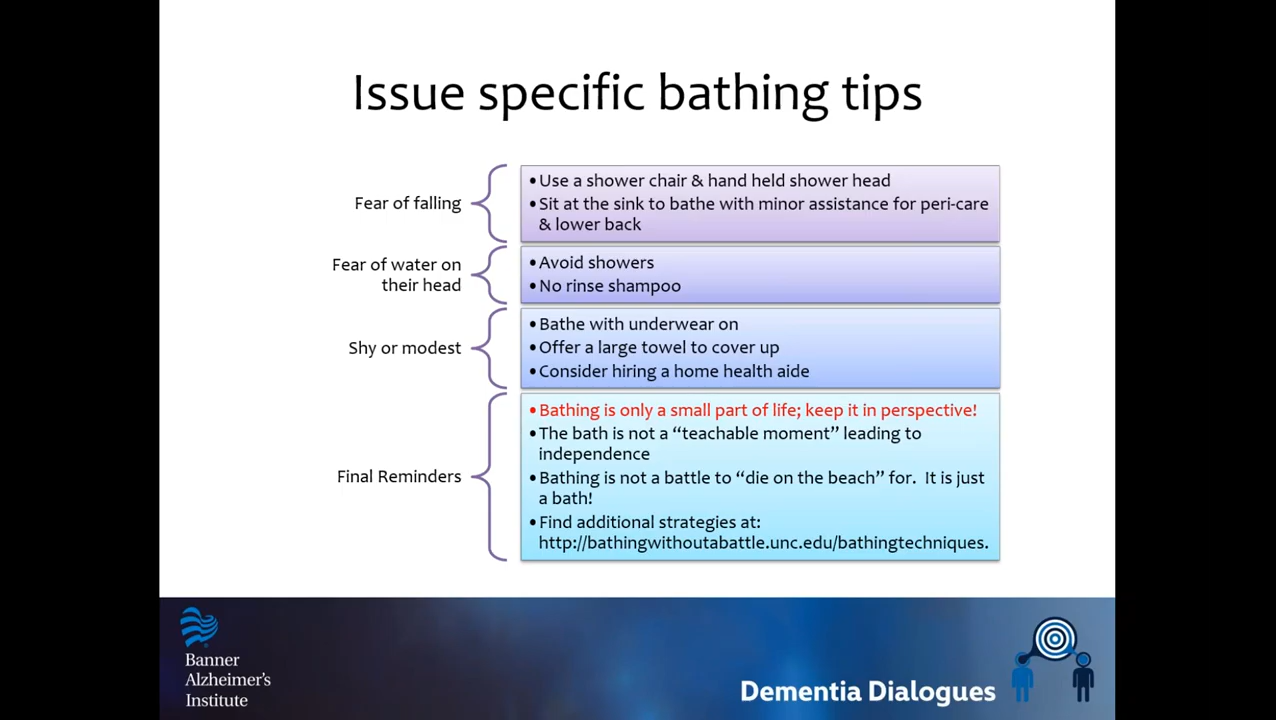 Issue specific bathing tips
Fear of falling
•Use a shower chair & hand held shower head
•Sit at the sink to bathe with minor assistance for peri-care
& lower back
Fear of water on
their head
•Avoid showers
•No rinse shampoo
Shy or modest
•Bathe with underwear on
•Offer a large towel to cover up
•Consider hiring a home health aide
Final Reminders
•Bathing is only a small part of life; keep it in perspective!
•The bath is not a “teachable moment” leading to
independence
•Bathing is not a battle to “die on the beach” for.  It is just
a bath!
•Find additional strategies at:
http://bathingwithoutabattle.unc.edu/bathingtechniques.
Banner
Alzheimer's
Institute
Dementia Dialogues